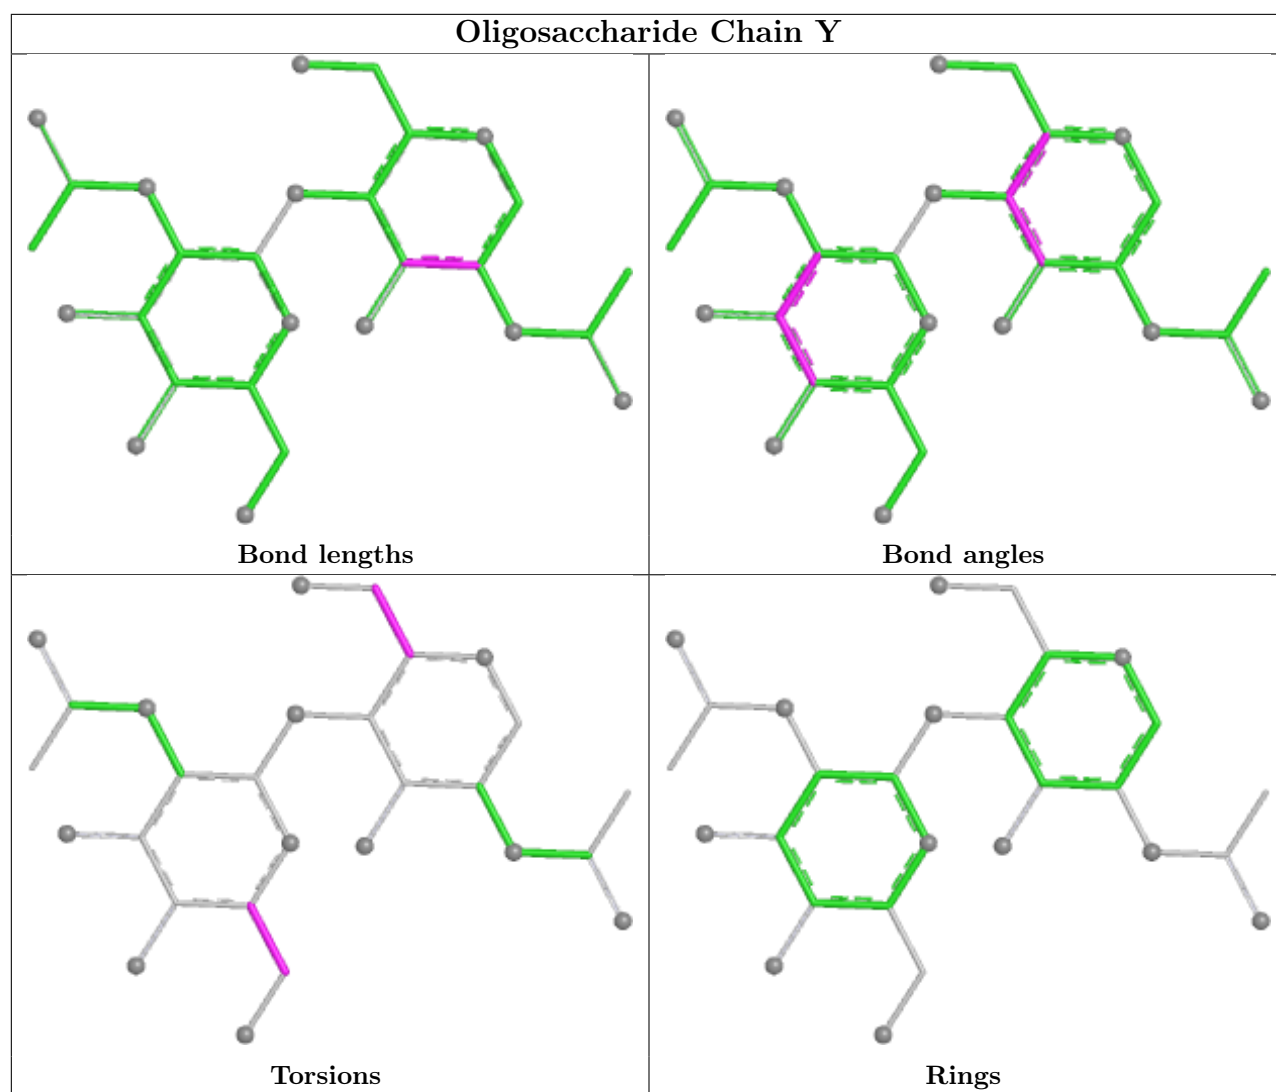 Oligosaccharide Chain Y
Bond lengths
Bond angles
Torsions
Rings